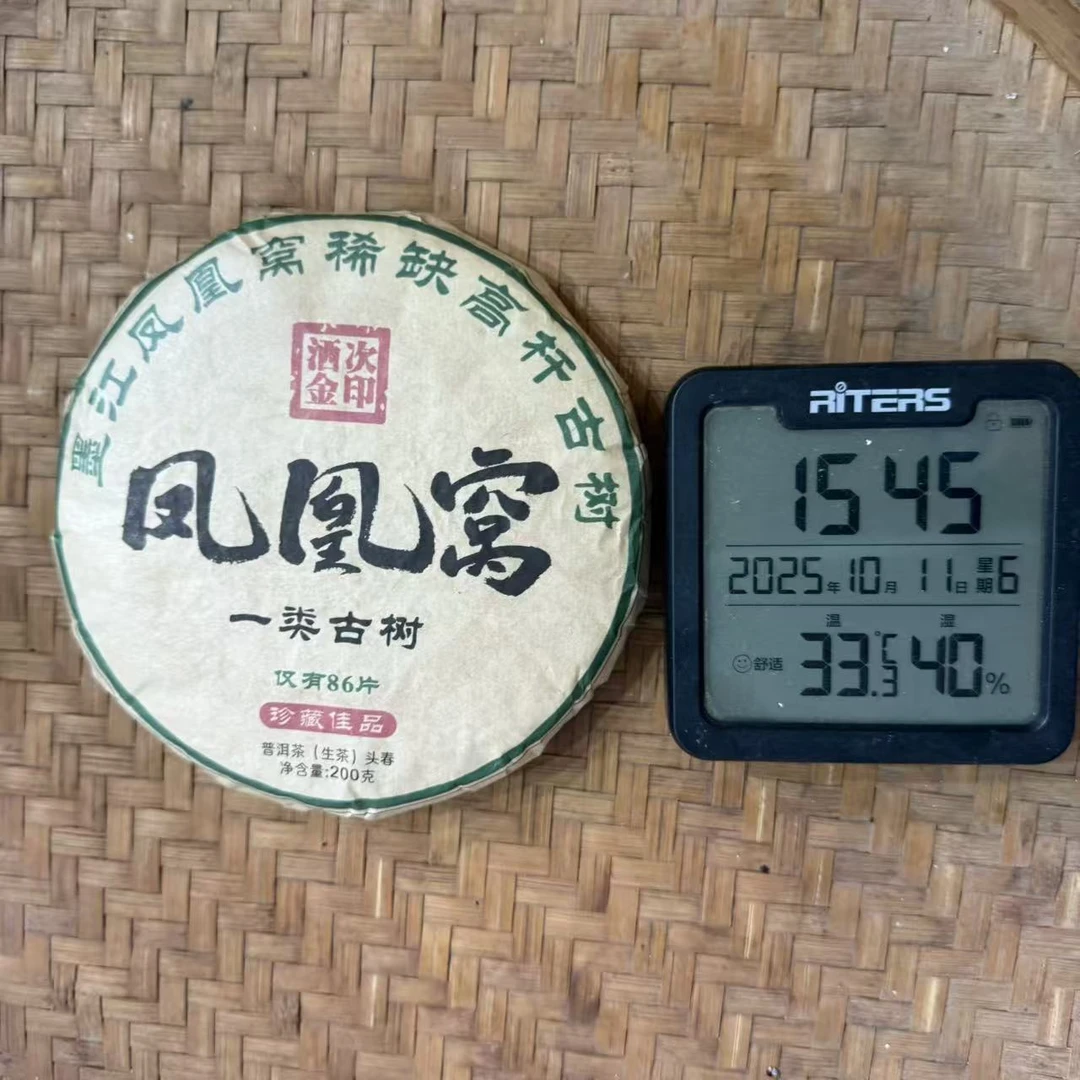 墨江凤凰窝稀缺高杆古树
洒次
金印
凤凰窝
一类古树
仅有86片
珍藏佳品
普洱茶（生茶）头春
净含量:200克
RITERS
15 45
2025年10月 11日 星期6
温 湿
舒适 33.3℃ 40%